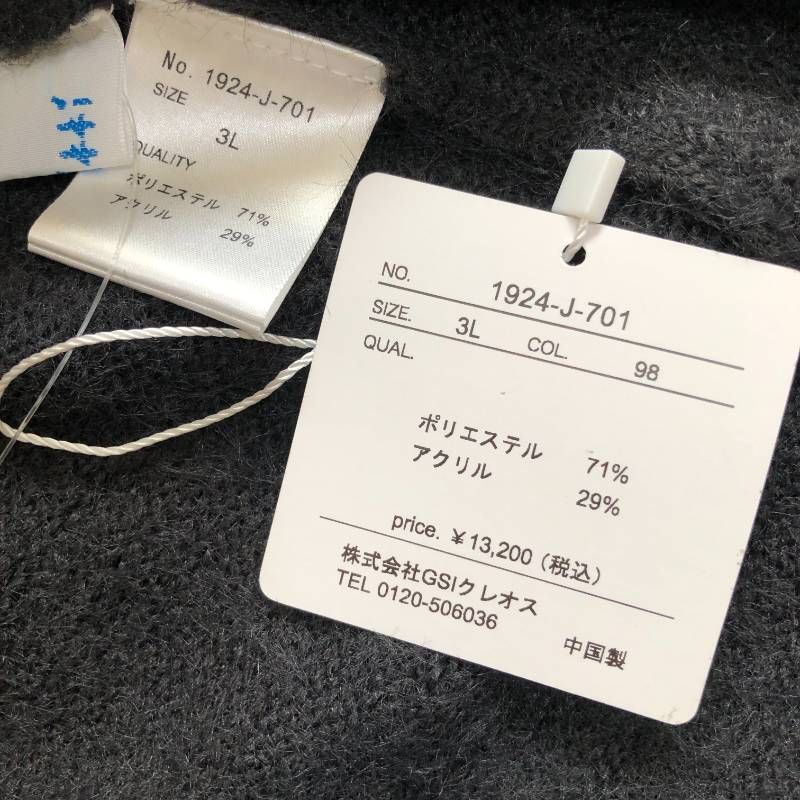 No. 1924-J-701
SIZE
3L
QUALITY
ポリエステル 71%
アクリル 29%
NO. 1924-J-701
SIZE. 3L COL. 98
QUAL.
ポリエステル 71%
アクリル 29%
price. ¥13,200（税込）
株式会社GSIクレオス
TEL 0120-506036
中国製